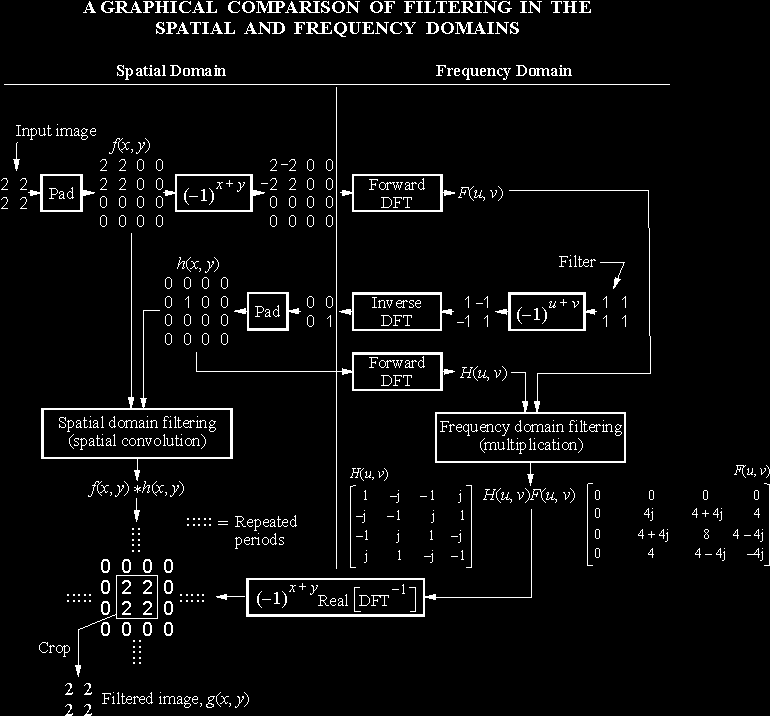 A GRAPHICAL COMPARISON OF FILTERING IN THE
SPATIAL AND FREQUENCY DOMAINS
Spatial Domain
Frequency Domain
Input image
2 2
2 2
Pad
f(x, y)
2 2 0 0
2 2 0 0
0 0 0 0
0 0 0 0
(−1)^x + y
2 −2 0 0
−2 2 0 0
0 0 0 0
0 0 0 0
Forward
DFT
F(u, v)
h(x, y)
0 0 0 0
0 1 0 0
0 0 0 0
0 0 0 0
Pad
0 0
0 1
Inverse
DFT
1 −1
−1 1
(−1)^u + v
Filter
1 1
1 1
Forward
DFT
H(u, v)
Spatial domain filtering
(spatial convolution)
Frequency domain filtering
(multiplication)
f(x, y) * h(x, y)
= Repeated
periods
H(u, v)
1 −j −1 j
−j −1 j 1
−1 j 1 −j
j 1 −j −1
H(u, v)F(u, v)
F(u, v)
0 0 0 0
0 4j 4 + 4j 4
0 4 + 4j 8 4 − 4j
0 4 4 − 4j −4j
0 0 0 0
0 2 2 0
0 2 2 0
0 0 0 0
(−1)^x + y Real [DFT^−1]
Crop
2 2
2 2
Filtered image, g(x, y)